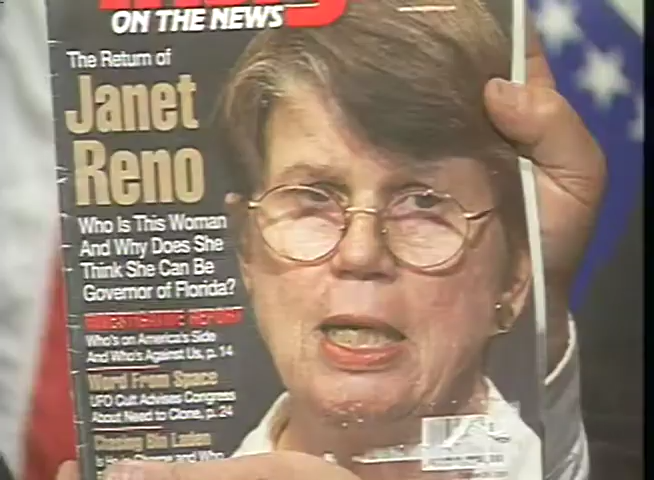 ON THE NEWS
The Return of
Janet
Reno
Who Is This Woman
And Why Does She
Think She Can Be
Governor of Florida?
INVESTIGATIVE REPORT
Who's on America's Side
And Who's Against Us, p. 14
Word From Space
UFO Cult Advises Congress
About Need to Clone, p. 24
Closing Bin Laden